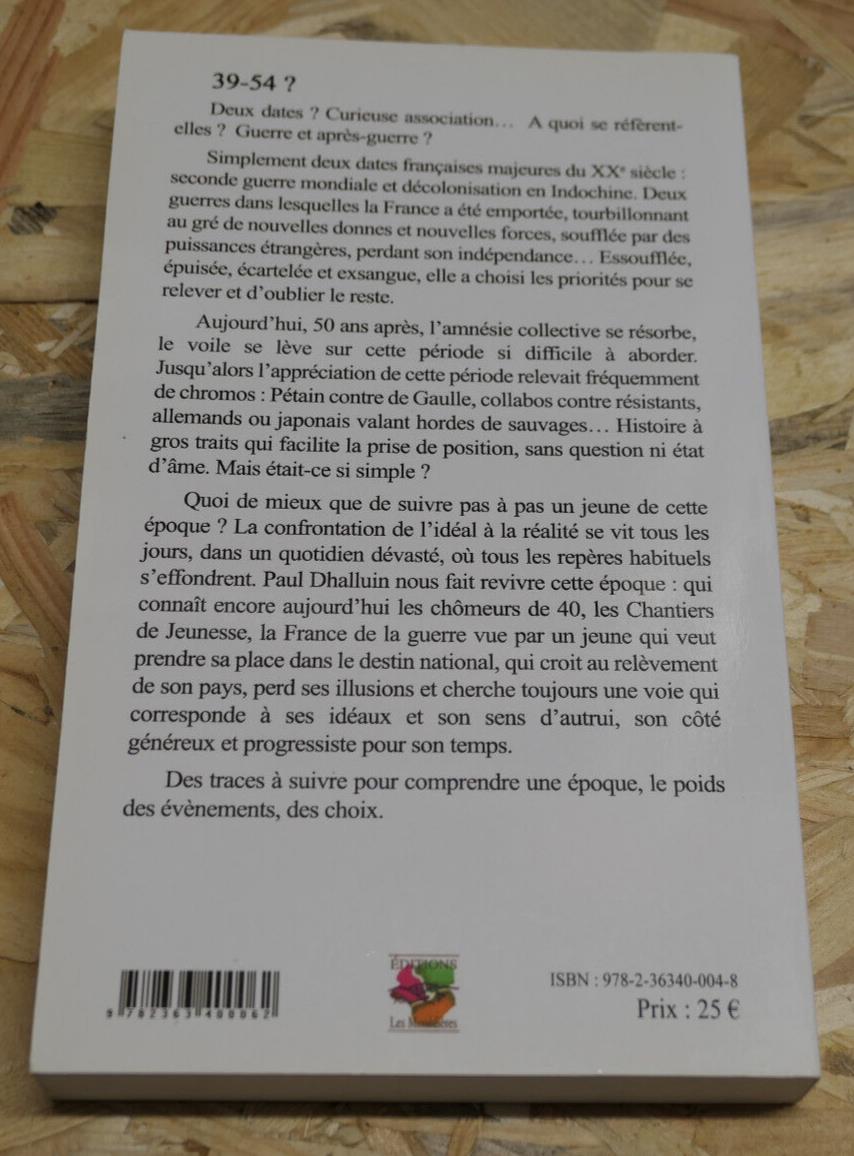 39-54 ?
Deux dates ? Curieuse association... A quoi se réfèrent-
elles ? Guerre et après-guerre ?
Simplement deux dates françaises majeures du XXe siècle :
seconde guerre mondiale et décolonisation en Indochine. Deux
guerres dans lesquelles la France a été emportée, tourbillonnant
au gré de nouvelles donnes et nouvelles forces, soufflée par des
puissances étrangères, perdant son indépendance... Essoufflée,
épuisée, écartelée et exsangue, elle a choisi les priorités pour se
relever et d'oublier le reste.
Aujourd'hui, 50 ans après, l'amnésie collective se résorbe,
le voile se lève sur cette période si difficile à aborder.
Jusqu'alors l'appréciation de cette période relevait fréquemment
de chromos : Pétain contre de Gaulle, collabos contre résistants,
allemands ou japonais valant hordes de sauvages... Histoire à
gros traits qui facilite la prise de position, sans question ni état
d'âme. Mais était-ce si simple ?
Quoi de mieux que de suivre pas à pas un jeune de cette
époque ? La confrontation de l'idéal à la réalité se vit tous les
jours, dans un quotidien dévasté, où tous les repères habituels
s'effondrent. Paul Dhalluin nous fait revivre cette époque : qui
connaît encore aujourd'hui les chômeurs de 40, les Chantiers
de Jeunesse, la France de la guerre vue par un jeune qui veut
prendre sa place dans le destin national, qui croit au relèvement
de son pays, perd ses illusions et cherche toujours une voie qui
corresponde à ses idéaux et son sens d'autrui, son côté
généreux et progressiste pour son temps.
Des traces à suivre pour comprendre une époque, le poids
des évènements, des choix.
9 782363 400062
ÉDITIONS
Les
ISBN : 978-2-36340-004-8
Prix : 25 €